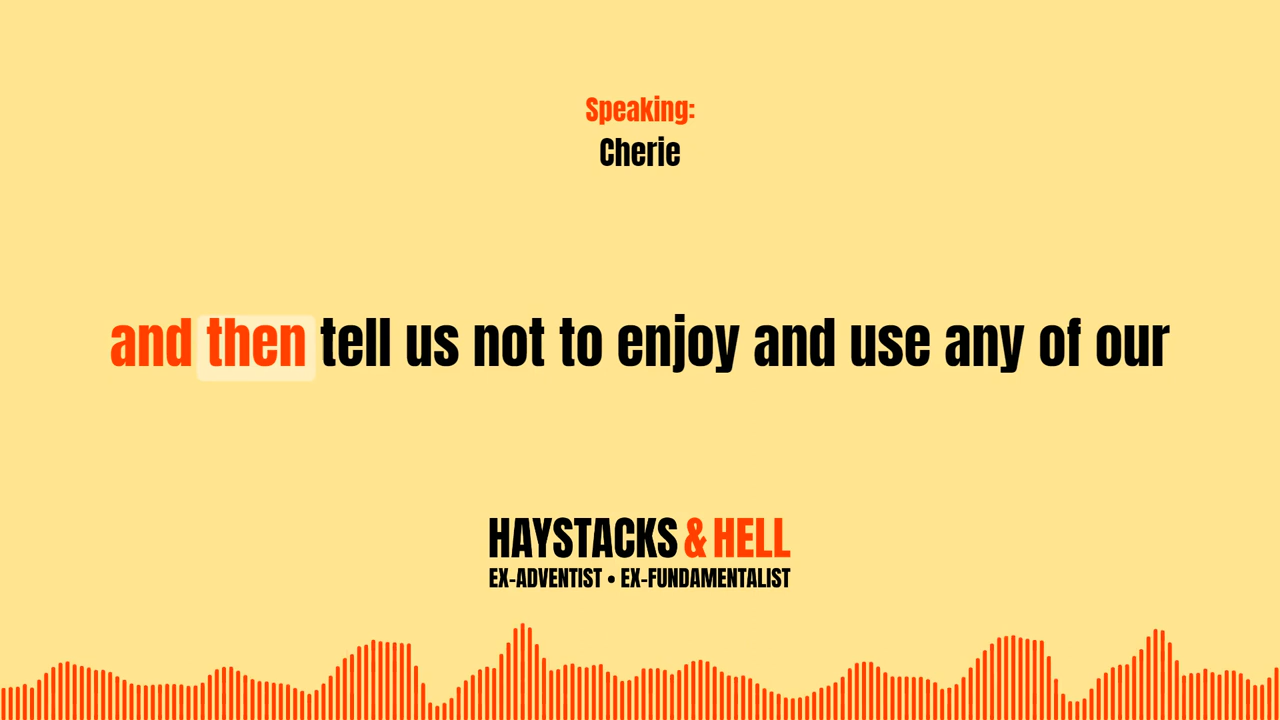 Speaking:
Cherie
and then tell us not to enjoy and use any of our
HAYSTACKS & HELL
EX-ADVENTIST • EX-FUNDAMENTALIST